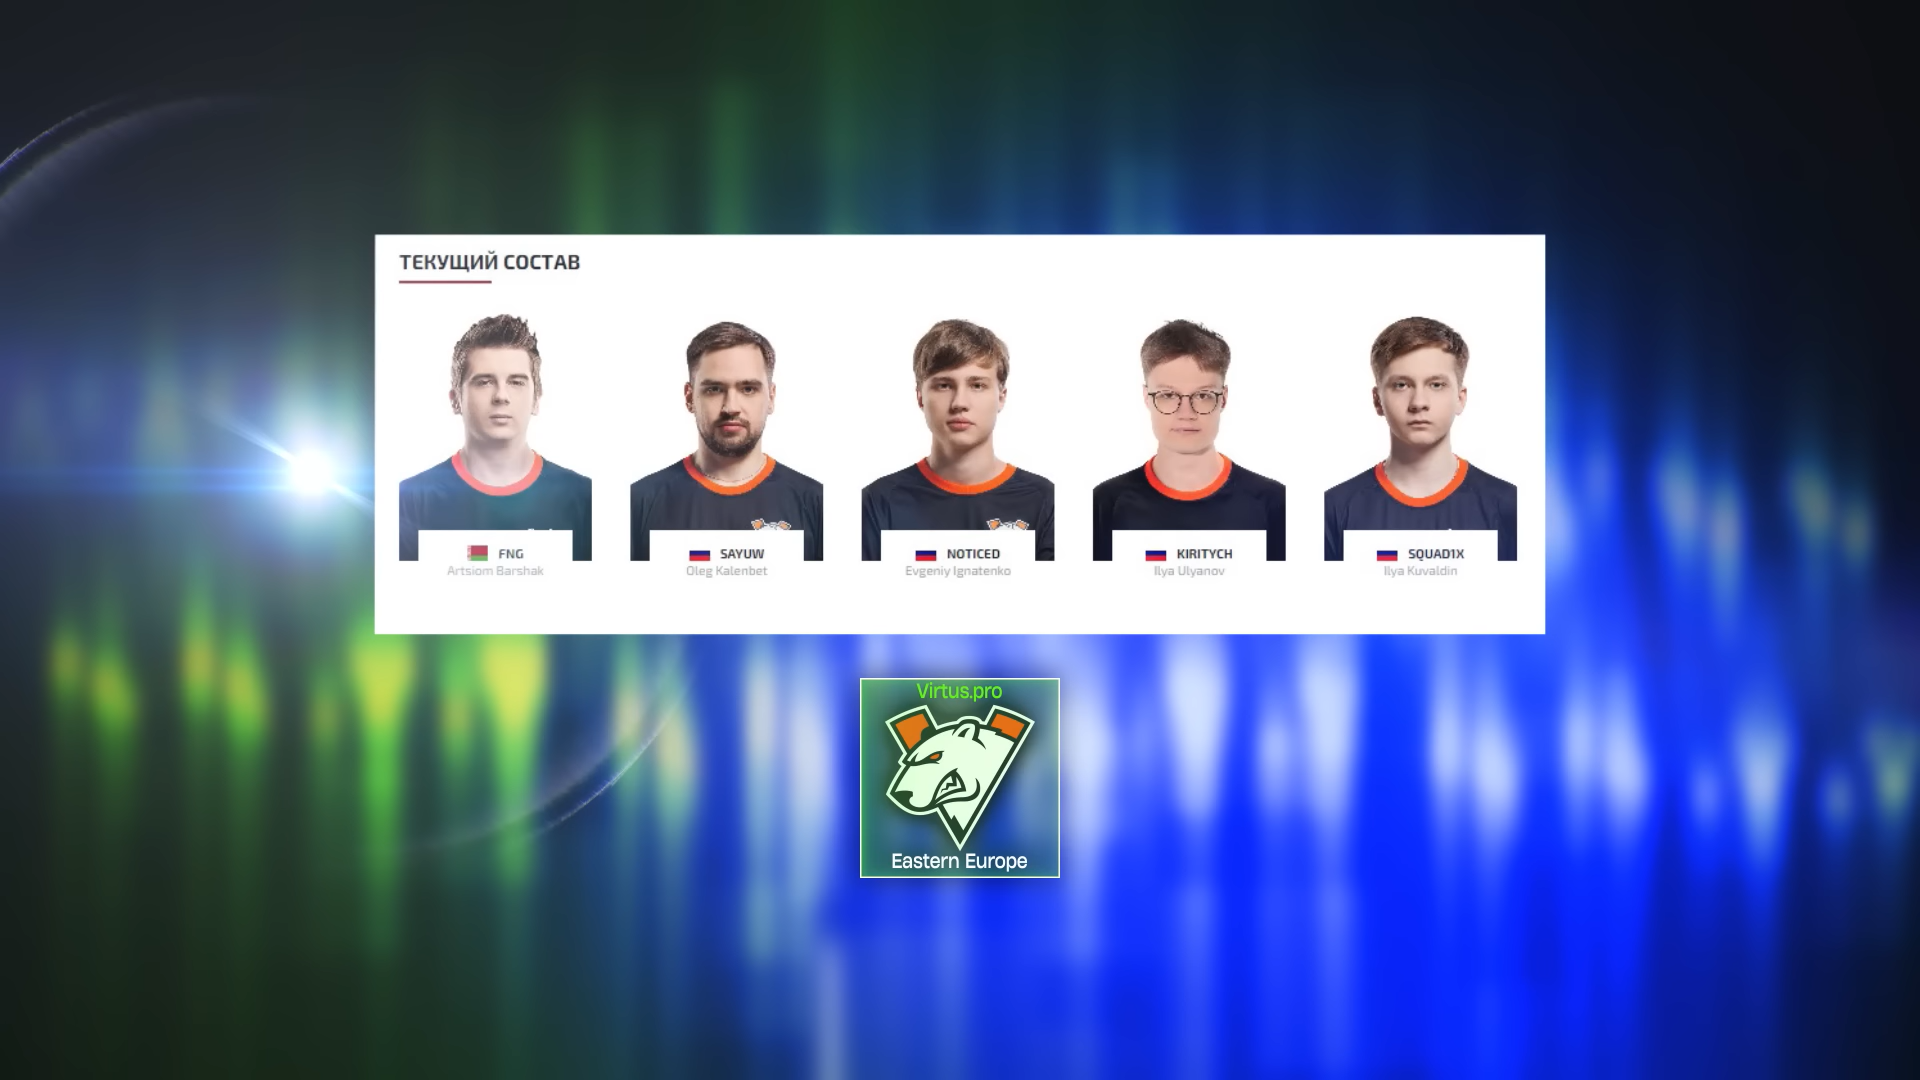 ТЕКУЩИЙ СОСТАВ
FNG
Artsiom Barshak
SAYUW
Oleg Kalenbet
NOTICED
Evgeniy Ignatenko
KIRITYCH
Ilya Ulyanov
SQUAD1X
Ilya Kuvaldin
Virtus.pro
Eastern Europe